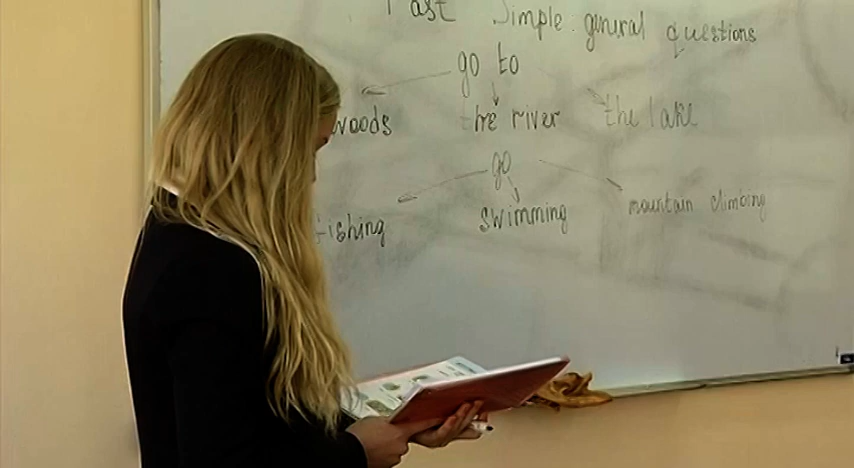 Past Simple: general questions
go to
woods the river the lake
go
fishing swimming mountain climbing